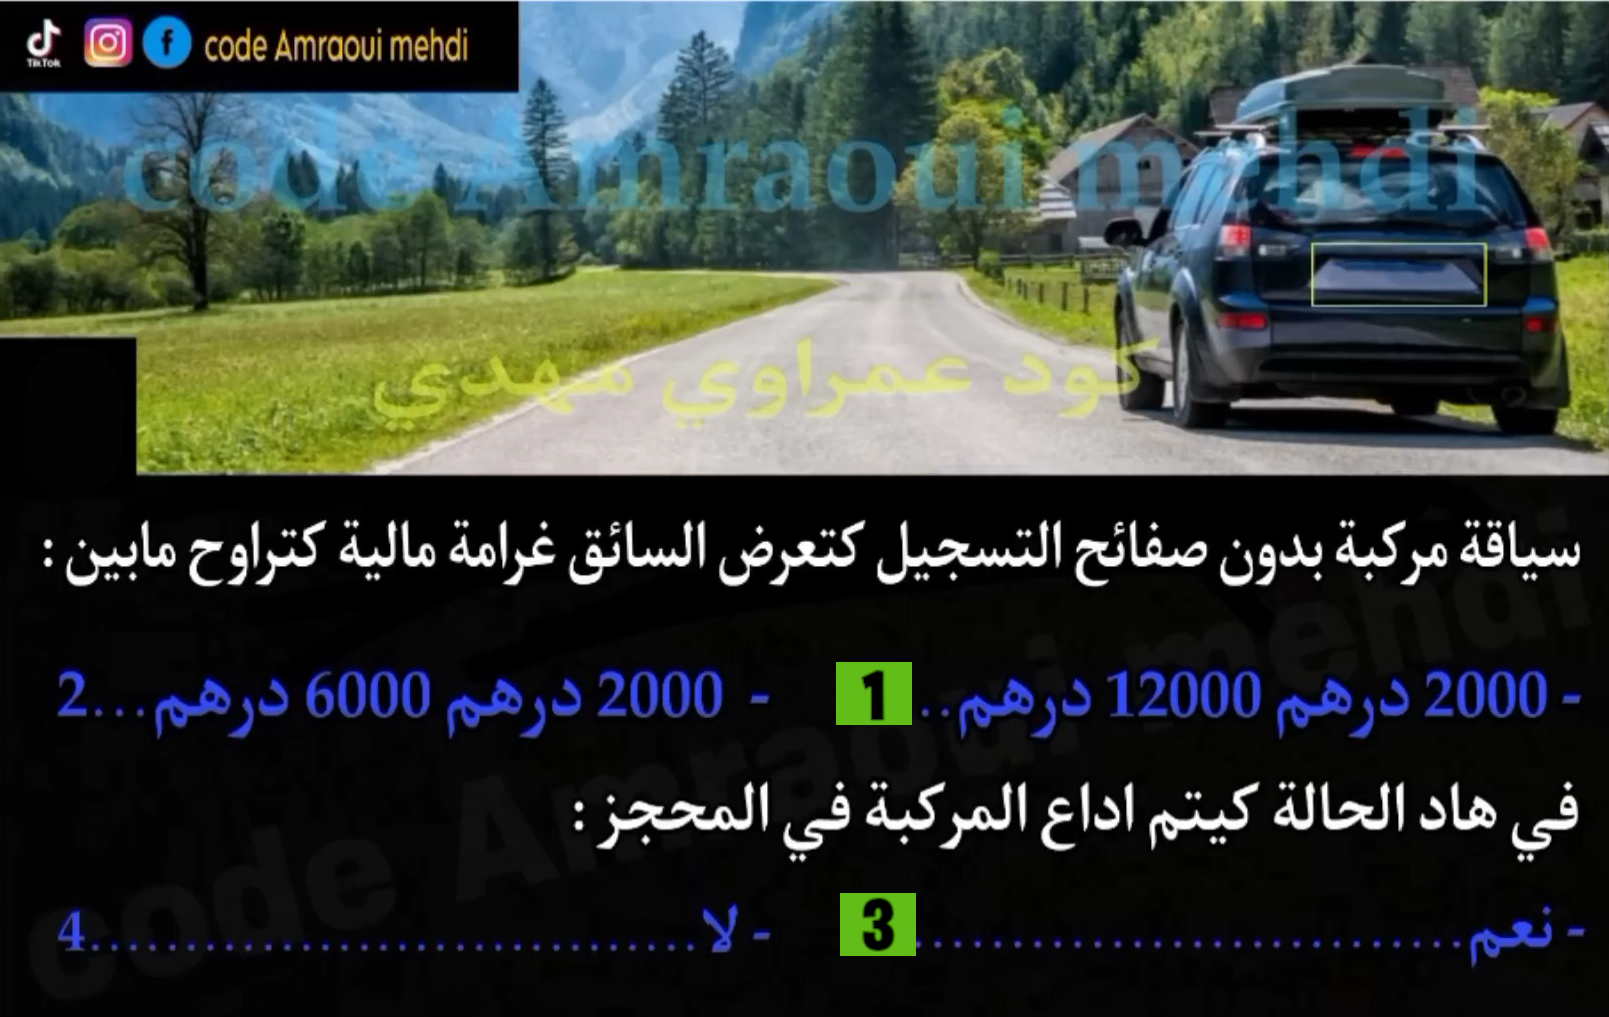 TikTok code Amraoui mehdi
code Amraoui mehdi
كود عمراوي مهدي
سياقة مركبة بدون صفائح التسجيل كتعرض السائق غرامة مالية كتراوح مابين :
- 2000 درهم 12000 درهم.. 1 - 2000 درهم 6000 درهم...2
في هاد الحالة كيتم اداع المركبة في المحجز :
- نعم............................ 3 - لا............................4
code Amraoui mehdi